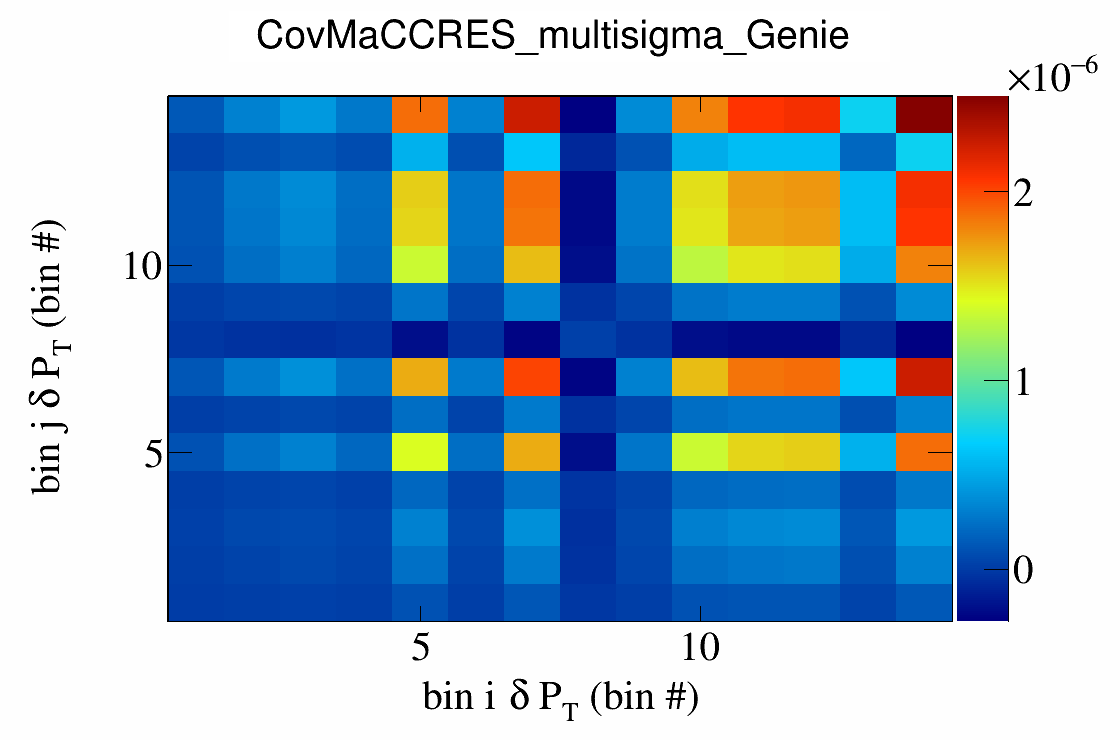 CovMaCCRES_multisigma_Genie
×10⁻⁶
2
1
0
10
5
bin j δ P_T (bin #)
5
10
bin i δ P_T (bin #)